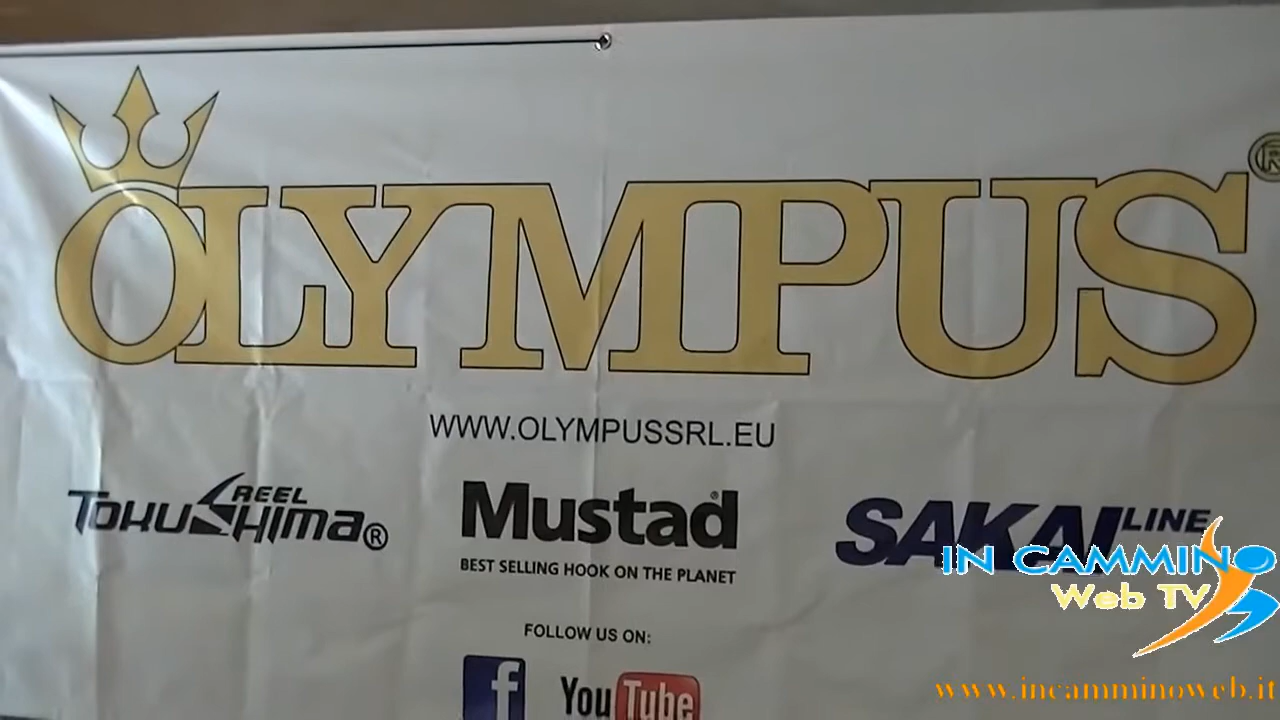 OLYMPUS®
WWW.OLYMPUSSRL.EU
TOKUSHIMA® REEL
Mustad®
BEST SELLING HOOK ON THE PLANET
SAKAI LINE
IN CAMMINO
Web TV
FOLLOW US ON:
f
You Tube
www.incamminoweb.it